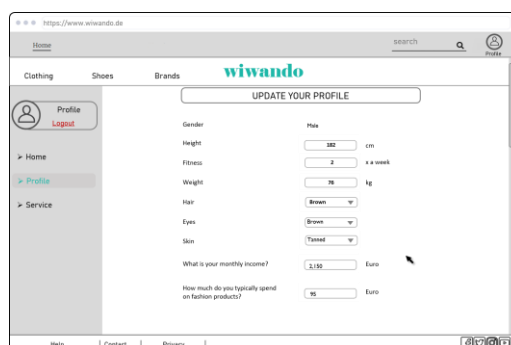 https://www.wiwando.de
Home
search
Profile
Clothing Shoes Brands wiwando
UPDATE YOUR PROFILE
Profile
Logout
Gender Male
Height 182 cm
Fitness 2 x a week
➢ Home
Weight 76 kg
➢ Profile
Hair Brown
➢ Service
Eyes Brown
Skin Tanned
What is your monthly income? 2,150 Euro
How much do you typically spend
on fashion products? 95 Euro
Help | Contact | Privacy |